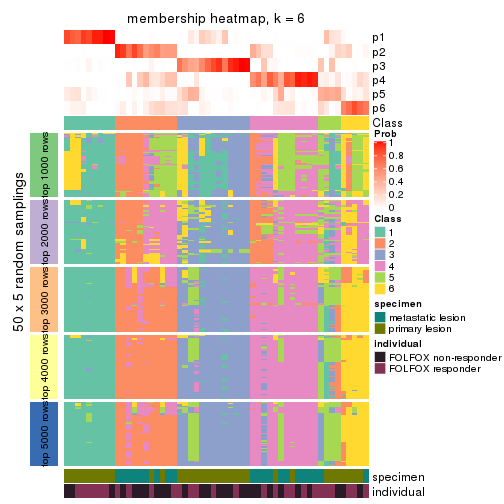 membership heatmap, k = 6
p1
p2
p3
p4
p5
p6
Class
50 x 5 random samplings
top 1000 rows
top 2000 rows
top 3000 rows
top 4000 rows
top 5000 rows
Prob
1
0.8
0.6
0.4
0.2
0
Class
1
2
3
4
5
6
specimen
metastatic lesion
primary lesion
individual
FOLFOX non-responder
FOLFOX responder
specimen
individual